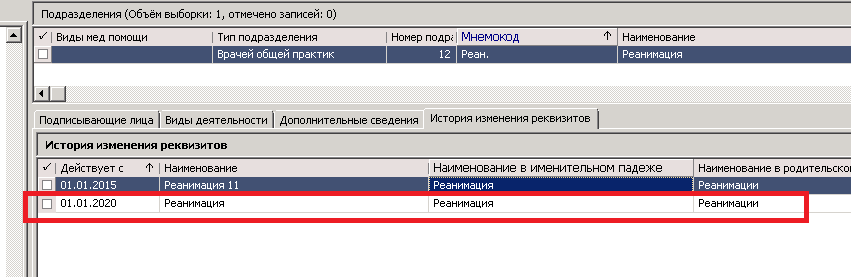 Подразделения (Объём выборки: 1, отмечено записей: 0)
Виды мед помощи Тип подразделения Номер подра Мнемокод Наименование
Врачей общей практик 12 Реан. Реанимация
Подписывающие лица Виды деятельности Дополнительные сведения История изменения реквизитов
История изменения реквизитов
Действует с Наименование Наименование в именительном падеже Наименование в родительско
01.01.2015 Реанимация 11 Реанимация Реанимации
01.01.2020 Реанимация Реанимация Реанимации